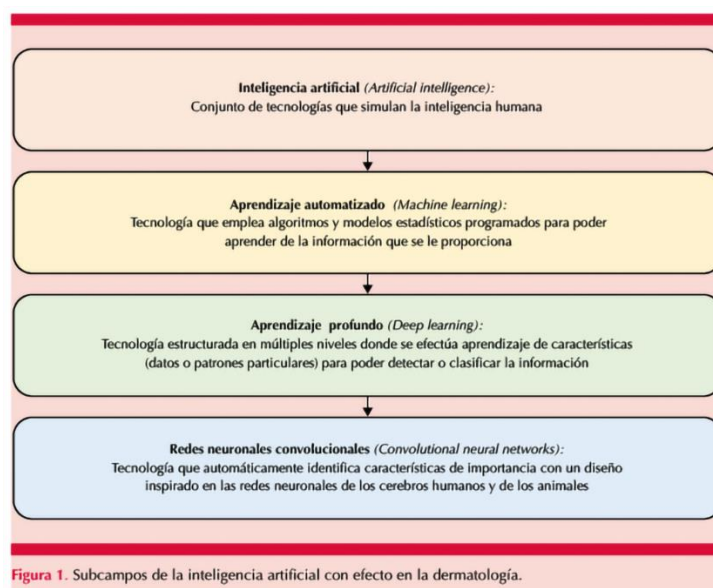 Inteligencia artificial (Artificial intelligence):
Conjunto de tecnologías que simulan la inteligencia humana
Aprendizaje automatizado (Machine learning):
Tecnología que emplea algoritmos y modelos estadísticos programados para poder
aprender de la información que se le proporciona
Aprendizaje profundo (Deep learning):
Tecnología estructurada en múltiples niveles donde se efectúa aprendizaje de características
(datos o patrones particulares) para poder detectar o clasificar la información
Redes neuronales convolucionales (Convolutional neural networks):
Tecnología que automáticamente identifica características de importancia con un diseño
inspirado en las redes neuronales de los cerebros humanos y de los animales
Figura 1. Subcampos de la inteligencia artificial con efecto en la dermatología.